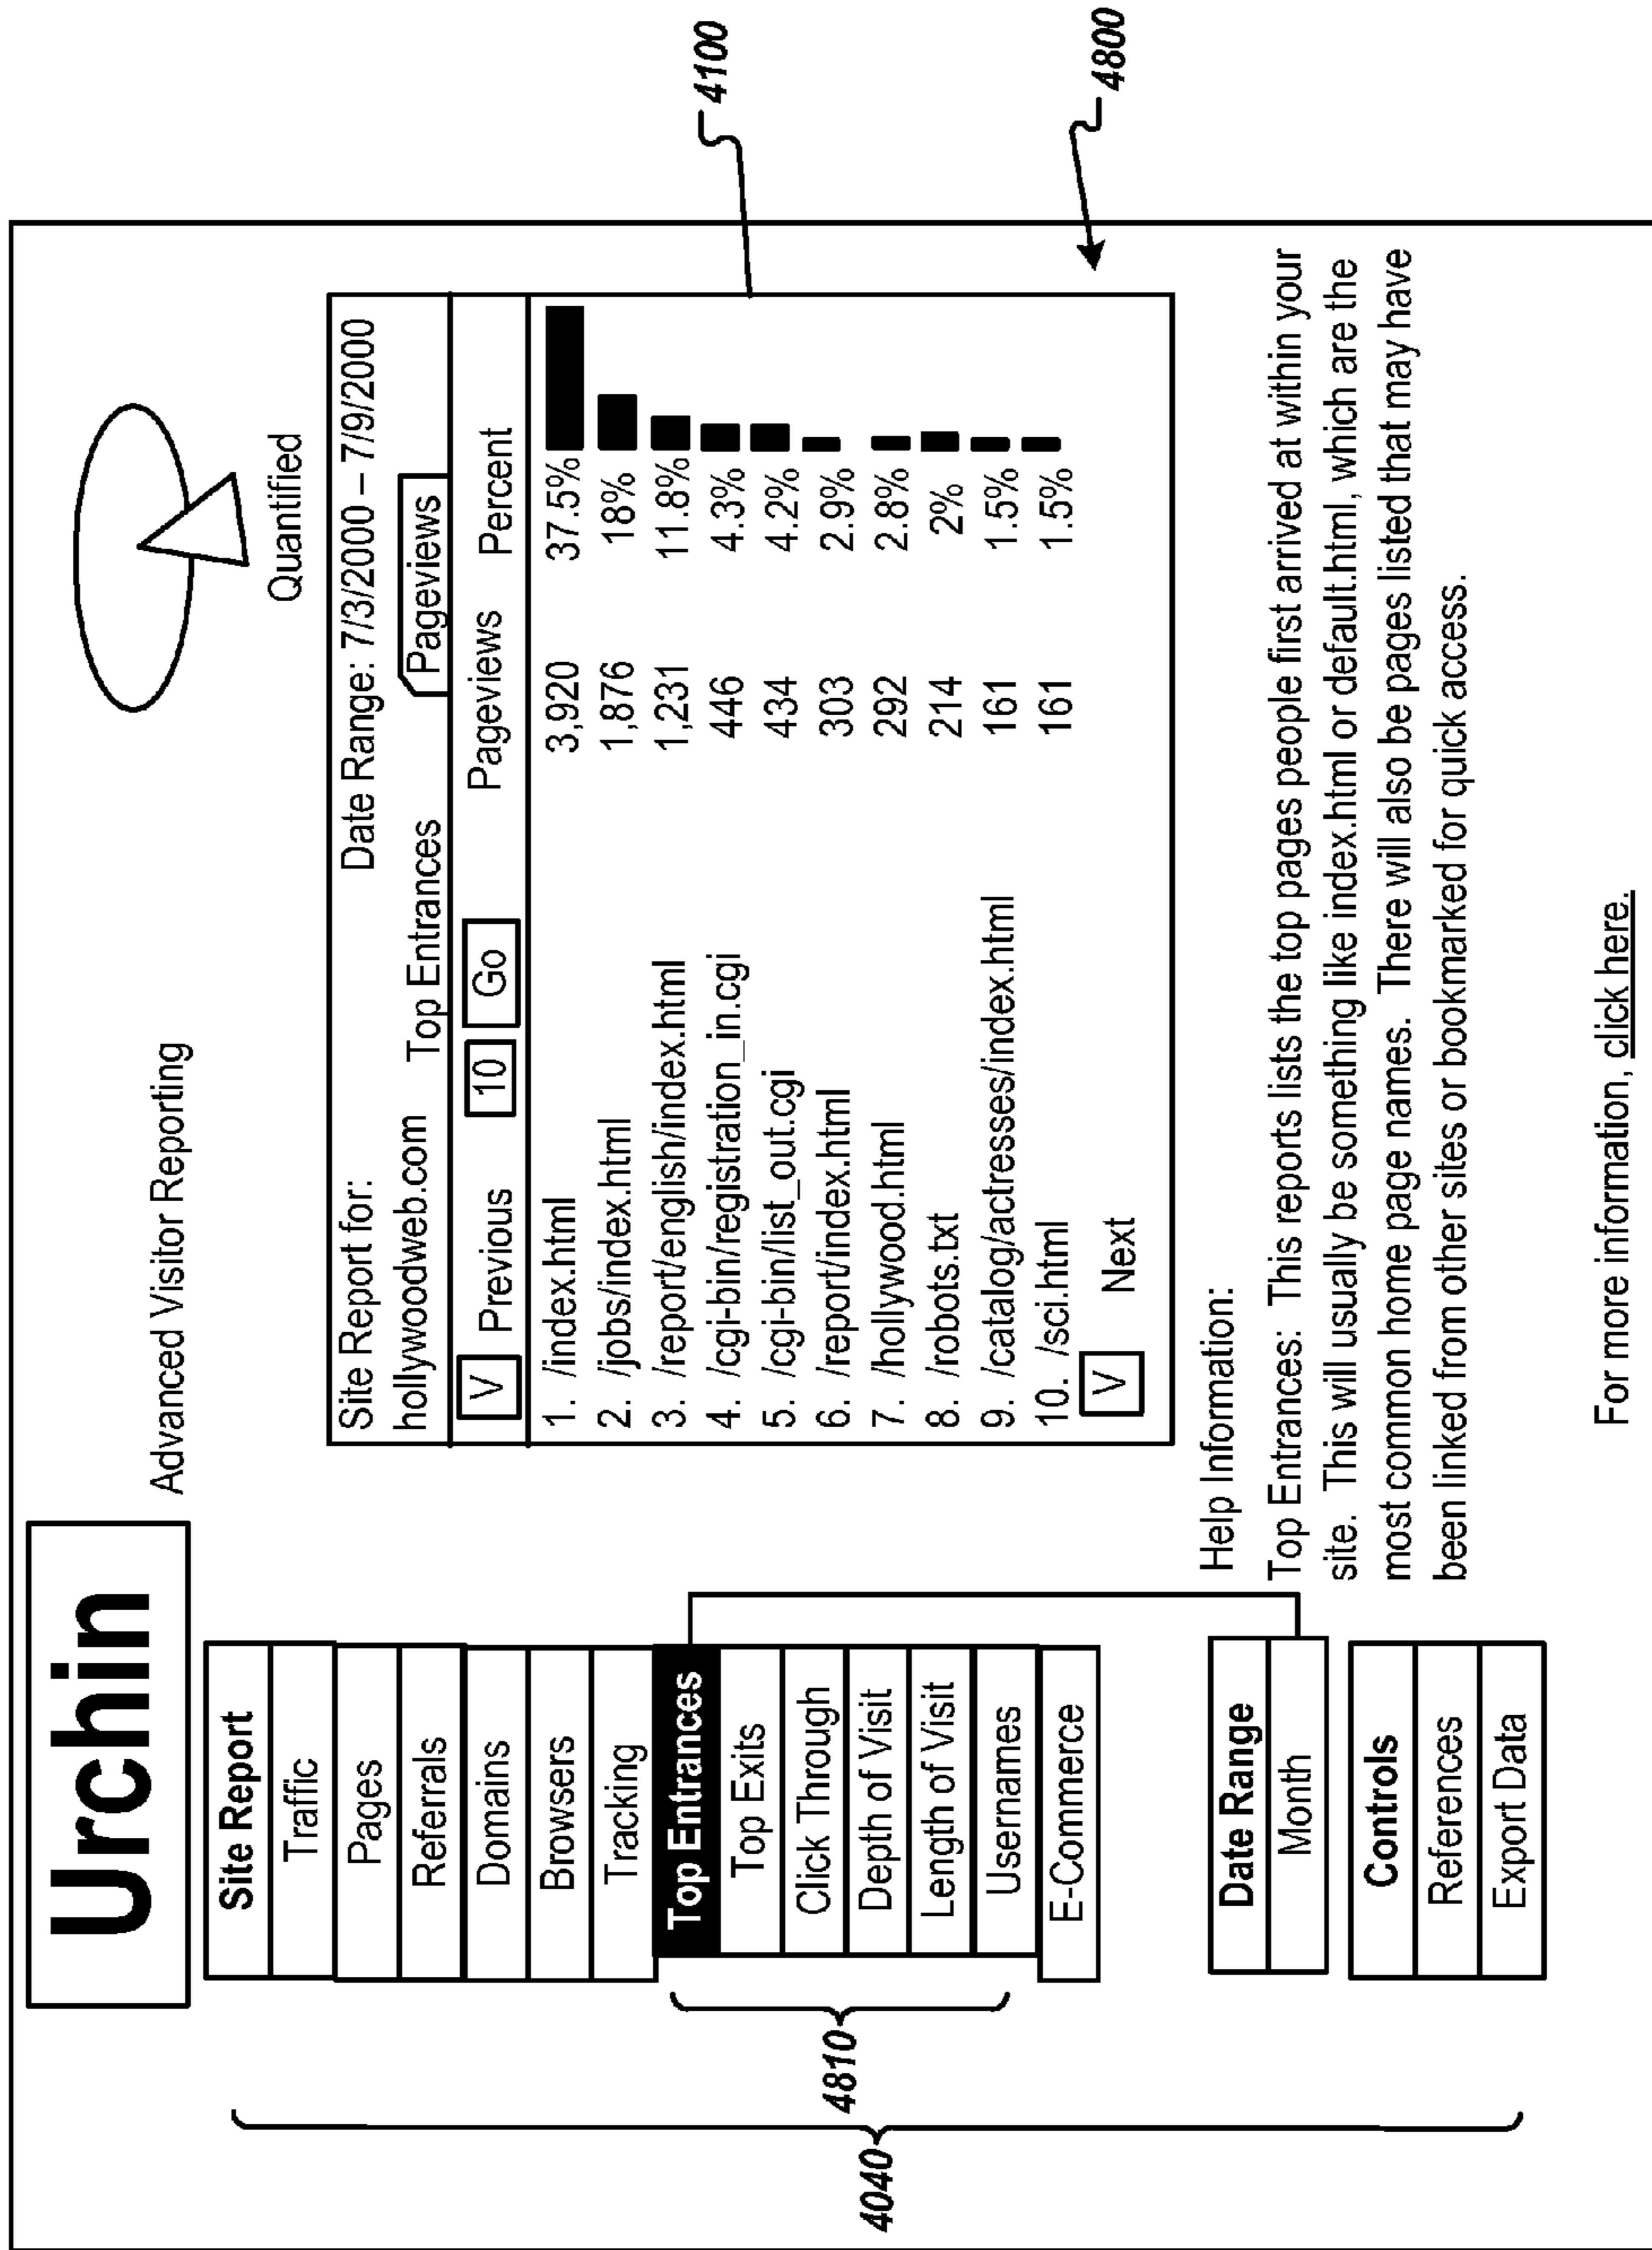 Urchin
Advanced Visitor Reporting
Quantified
Site Report
Traffic
Pages
Referrals
Domains
Browsers
Tracking
Top Entrances
Top Exits
Click Through
Depth of Visit
Length of Visit
Usernames
E-Commerce
Date Range
Month
Controls
References
Export Data
4040
4810
Site Report for: Date Range: 7/3/2000 – 7/9/2000
hollywoodweb.com Top Entrances Pageviews
V Previous 10 Go Pageviews Percent
1. /index.html 3,920 37.5%
2. /jobs/index.html 1,876 18%
3. /report/english/index.html 1,231 11.8%
4. /cgi-bin/registration_in.cgi 446 4.3%
5. /cgi-bin/list_out.cgi 434 4.2%
6. /report/index.html 303 2.9%
7. /hollywood.html 292 2.8%
8. /robots.txt 214 2%
9. /catalog/actresses/index.html 161 1.5%
10. /sci.html 161 1.5%
V Next
4100
4800
Help Information:
Top Entrances: This reports lists the top pages people first arrived at within your
site. This will usually be something like index.html or default.html, which are the
most common home page names. There will also be pages listed that may have
been linked from other sites or bookmarked for quick access.
For more information, click here.